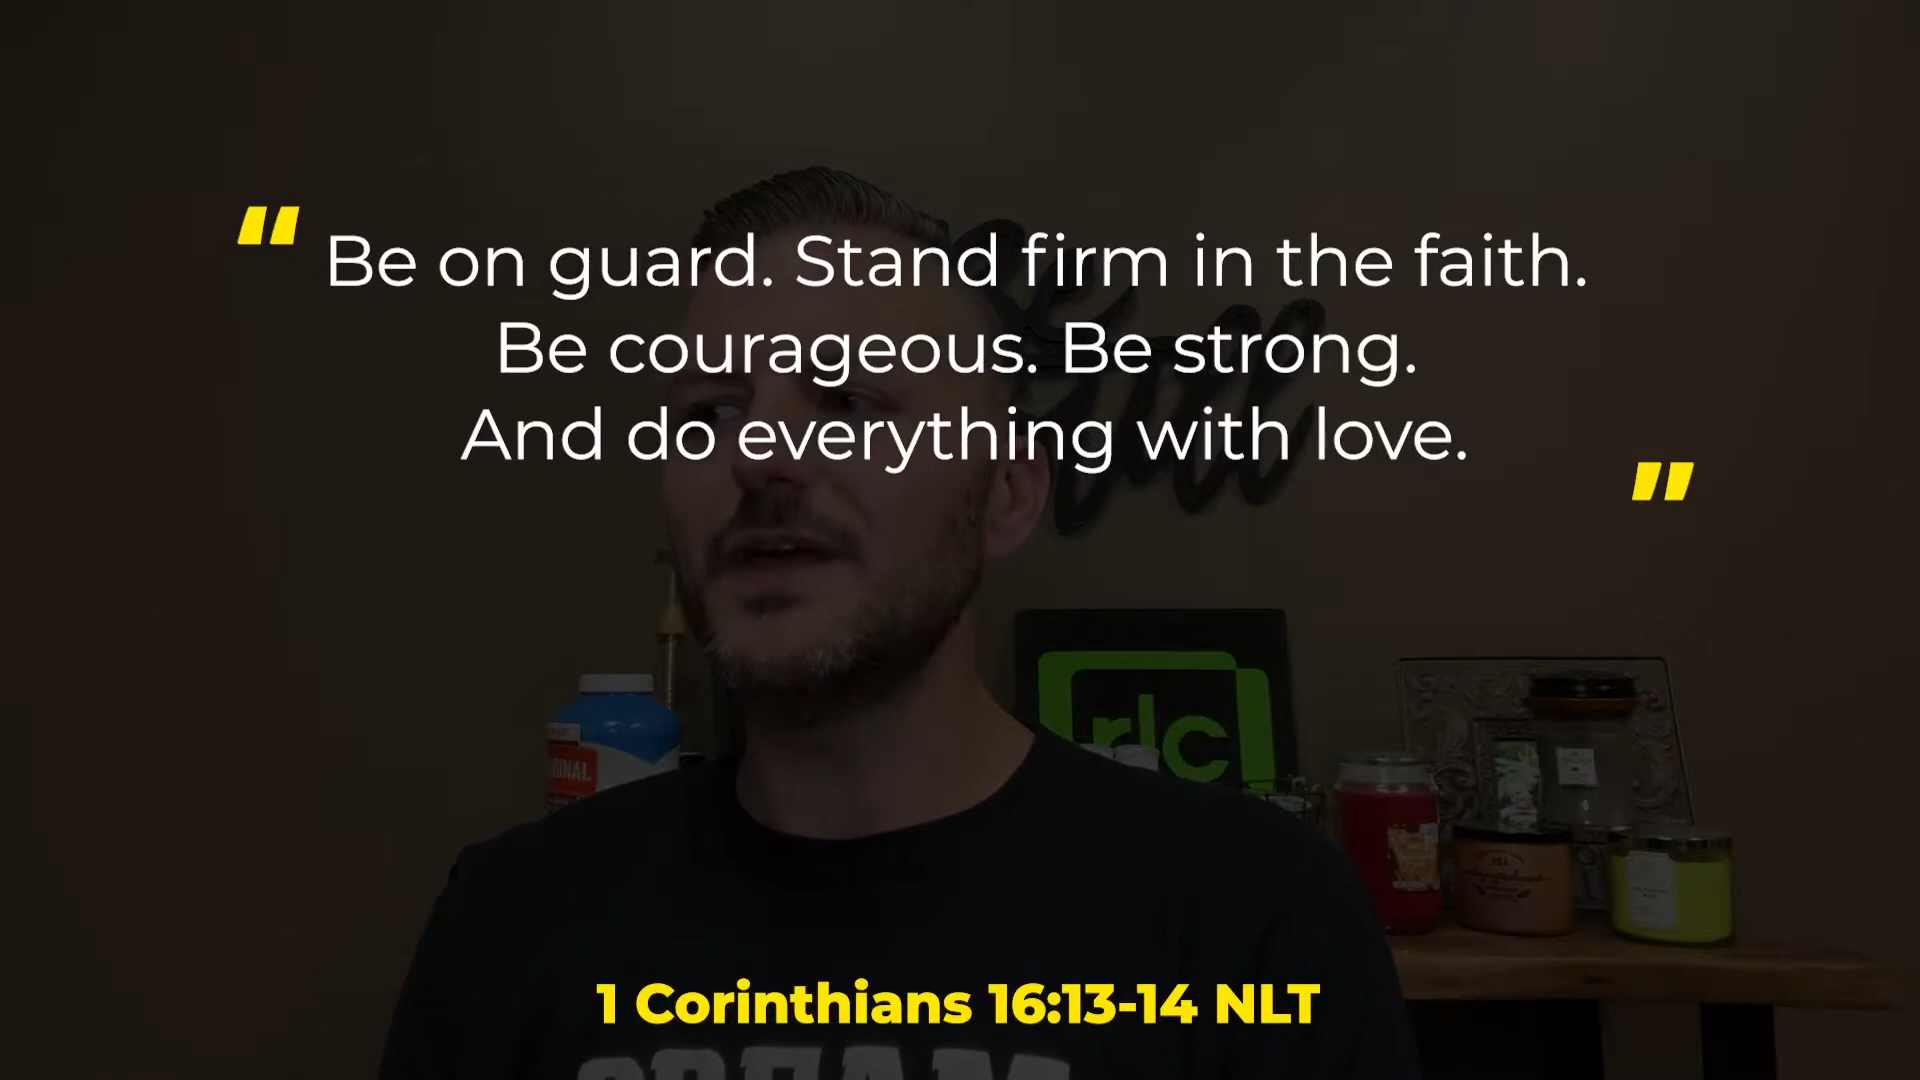 “ Be on guard. Stand firm in the faith.
Be courageous. Be strong.
And do everything with love. ”
rlc
1 Corinthians 16:13-14 NLT